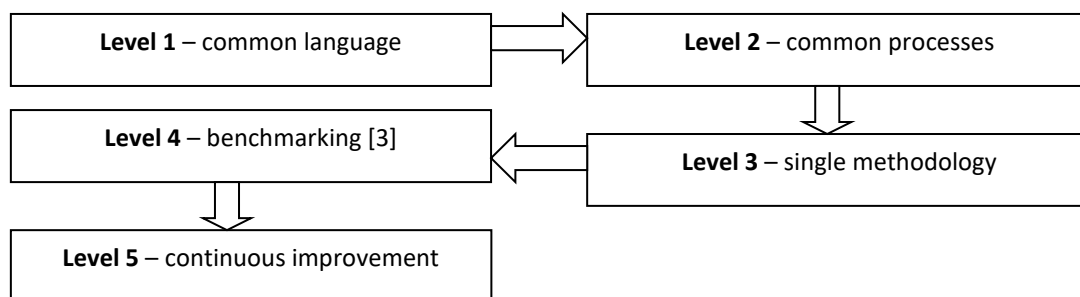 Level 1 – common language
Level 2 – common processes
Level 3 – single methodology
Level 4 – benchmarking [3]
Level 5 – continuous improvement